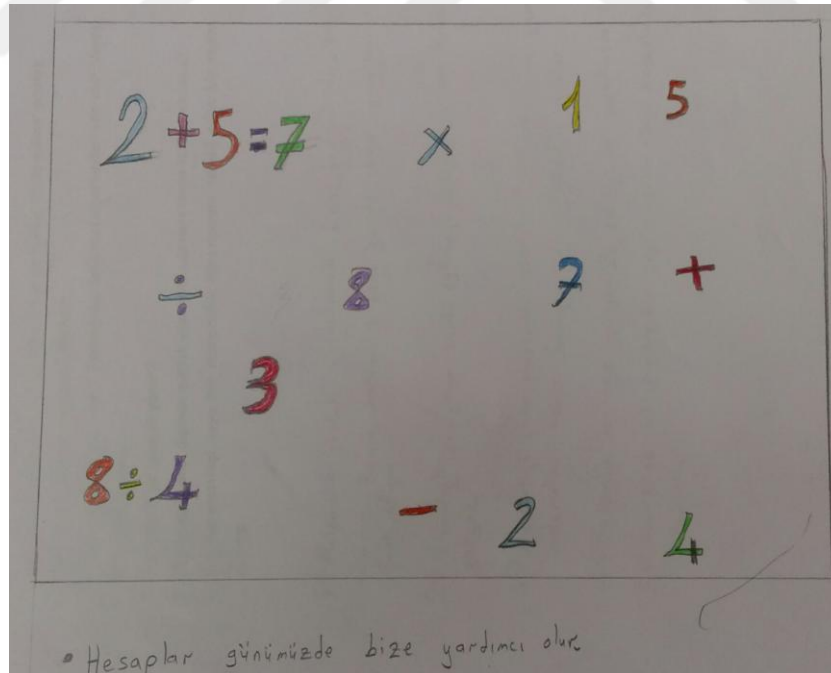 2+5=7 × 1 5
÷ 8 7 +
3
8÷4 - 2 4
• Hesaplar günümüzde bize yardımcı olur